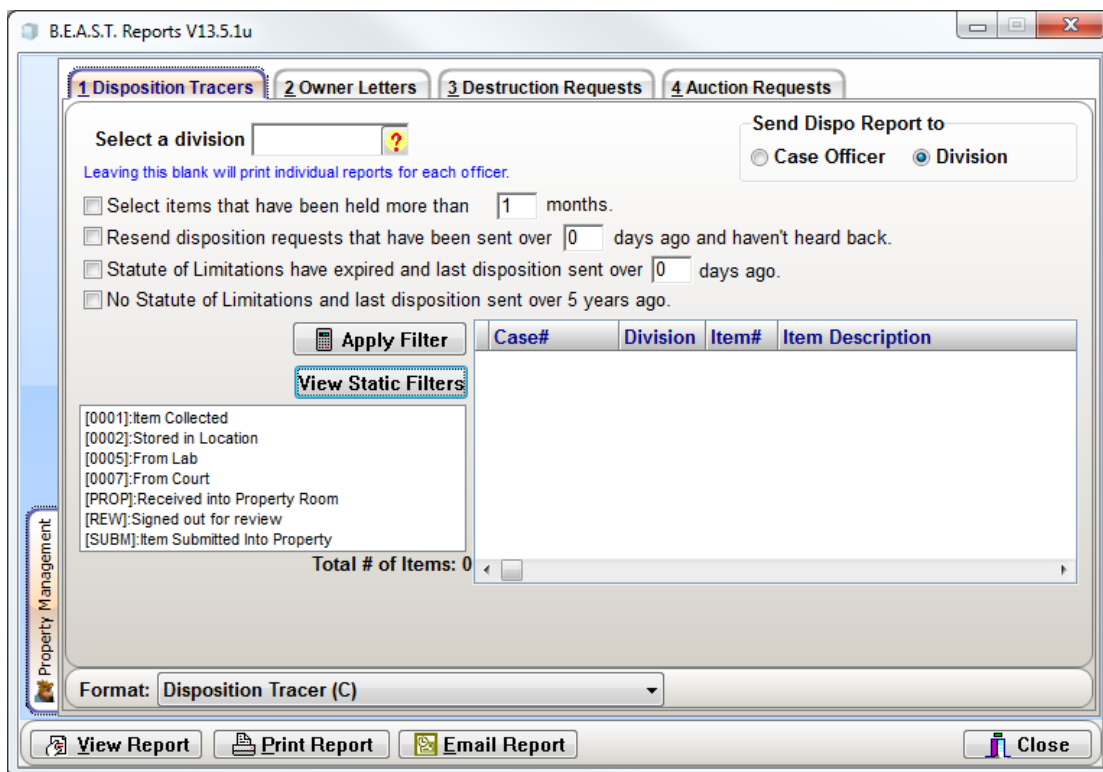 B.E.A.S.T. Reports V13.5.1u
1 Disposition Tracers 2 Owner Letters 3 Destruction Requests 4 Auction Requests
Select a division ?
Send Dispo Report to
Case Officer Division
Leaving this blank will print individual reports for each officer.
Select items that have been held more than 1 months.
Resend disposition requests that have been sent over 0 days ago and haven't heard back.
Statute of Limitations have expired and last disposition sent over 0 days ago.
No Statute of Limitations and last disposition sent over 5 years ago.
Apply Filter
Case# Division Item# Item Description
View Static Filters
[0001]:Item Collected
[0002]:Stored in Location
[0005]:From Lab
[0007]:From Court
[PROP]:Received into Property Room
[REW]:Signed out for review
[SUBM]:Item Submitted Into Property
Total # of Items: 0
Property Management
Format: Disposition Tracer (C)
View Report Print Report Email Report Close